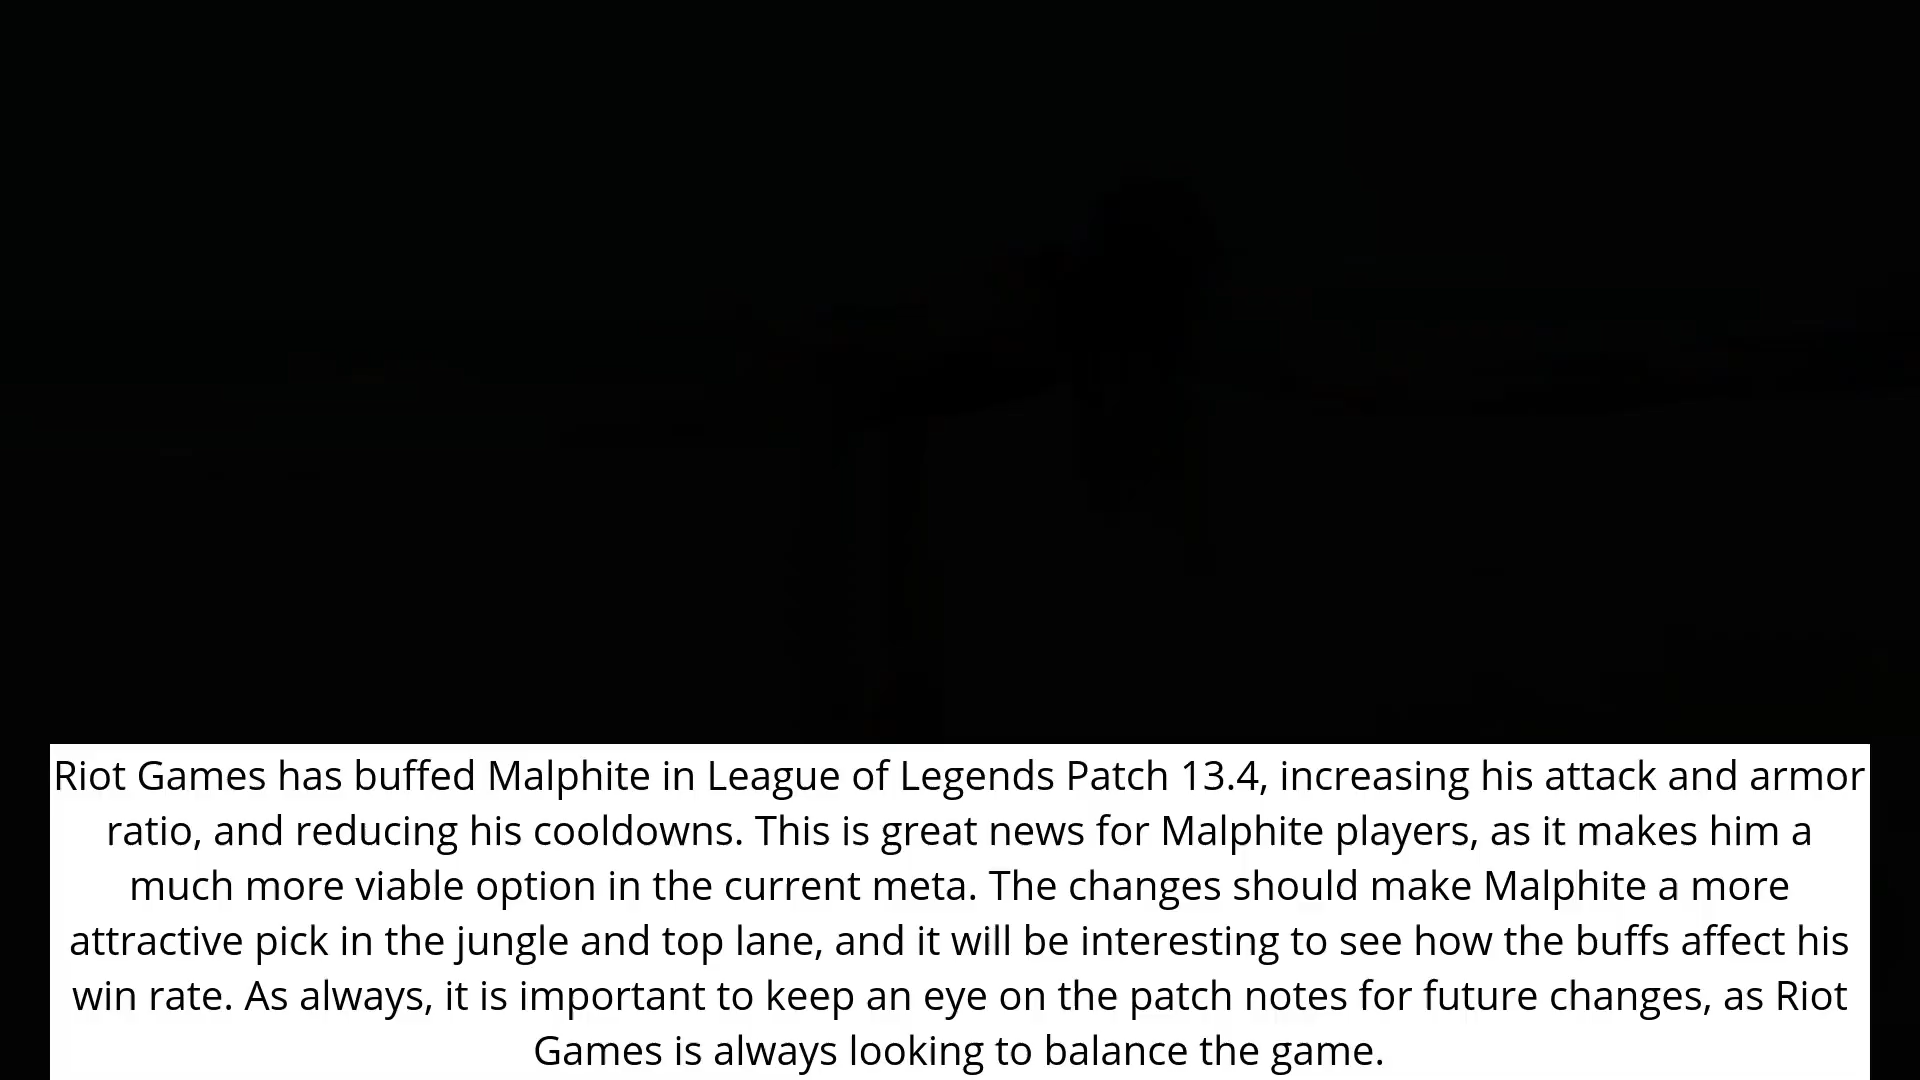 Riot Games has buffed Malphite in League of Legends Patch 13.4, increasing his attack and armor
ratio, and reducing his cooldowns. This is great news for Malphite players, as it makes him a
much more viable option in the current meta. The changes should make Malphite a more
attractive pick in the jungle and top lane, and it will be interesting to see how the buffs affect his
win rate. As always, it is important to keep an eye on the patch notes for future changes, as Riot
Games is always looking to balance the game.